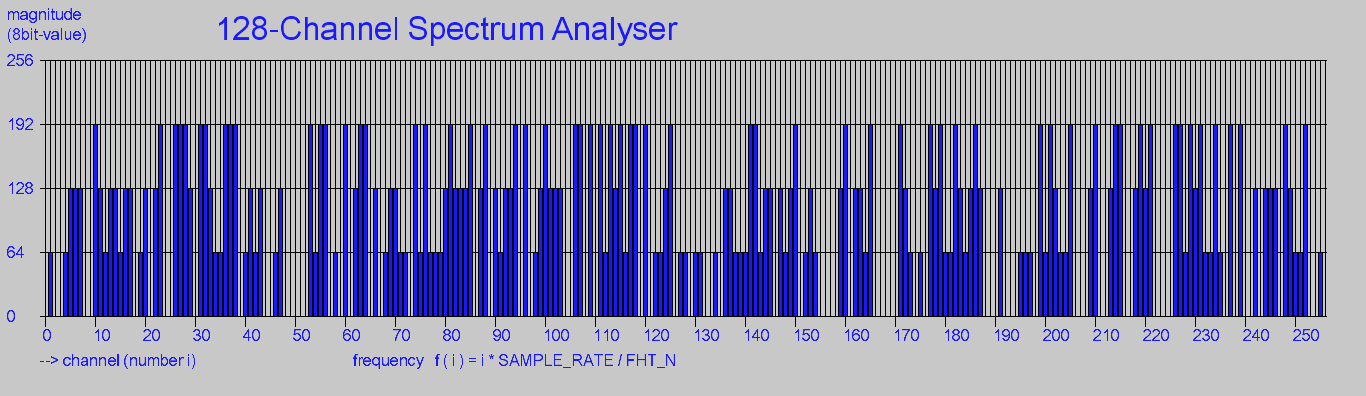 magnitude
(8bit-value)
128-Channel Spectrum Analyser
256
192
128
64
0
0 10 20 30 40 50 60 70 80 90 100 110 120 130 140 150 160 170 180 190 200 210 220 230 240 250
--> channel (number i) frequency f ( i ) = i * SAMPLE_RATE / FHT_N